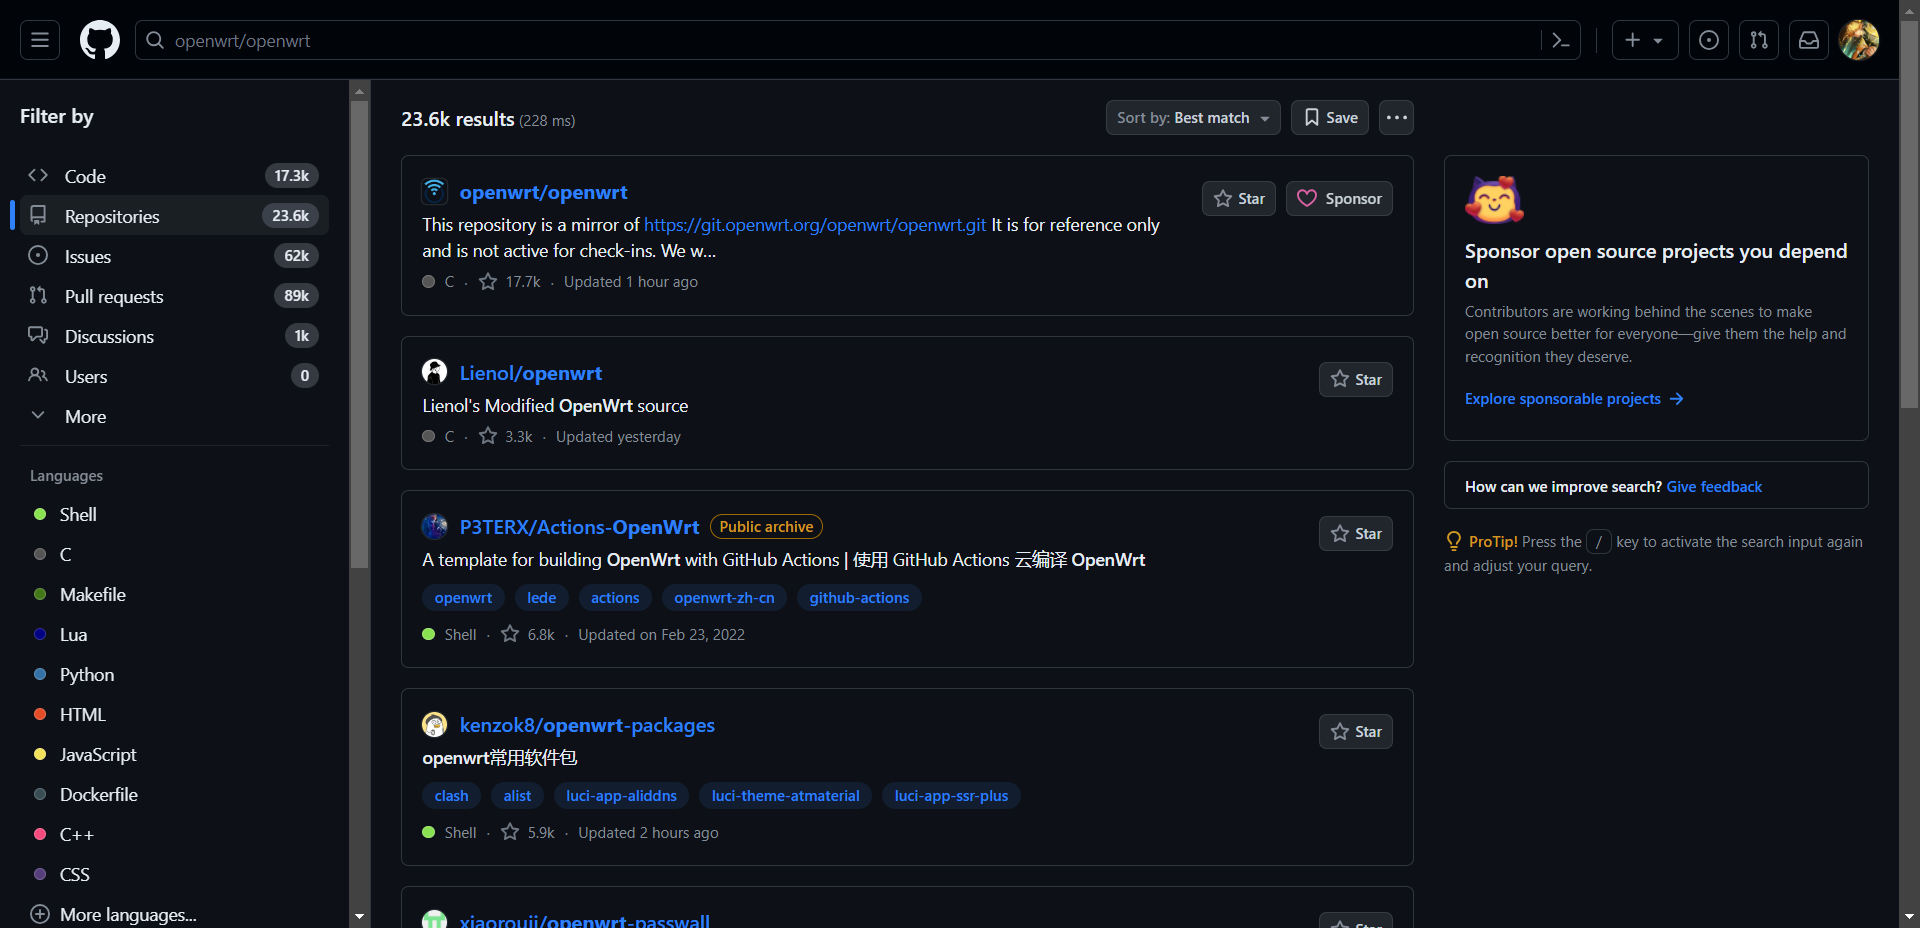 openwrt/openwrt
Filter by
Code 17.3k
Repositories 23.6k
Issues 62k
Pull requests 89k
Discussions 1k
Users 0
More
Languages
Shell
C
Makefile
Lua
Python
HTML
JavaScript
Dockerfile
C++
CSS
More languages...
23.6k results (228 ms)
Sort by: Best match
Save
openwrt/openwrt
Star
Sponsor
This repository is a mirror of https://git.openwrt.org/openwrt/openwrt.git It is for reference only
and is not active for check-ins. We w...
C · 17.7k · Updated 1 hour ago
Lienol/openwrt
Star
Lienol's Modified OpenWrt source
C · 3.3k · Updated yesterday
P3TERX/Actions-OpenWrt Public archive
Star
A template for building OpenWrt with GitHub Actions | 使用 GitHub Actions 云编译 OpenWrt
openwrt lede actions openwrt-zh-cn github-actions
Shell · 6.8k · Updated on Feb 23, 2022
kenzok8/openwrt-packages
Star
openwrt常用软件包
clash alist luci-app-aliddns luci-theme-atmaterial luci-app-ssr-plus
Shell · 5.9k · Updated 2 hours ago
xiaorouji/openwrt-passwall
Star
Sponsor open source projects you depend
on
Contributors are working behind the scenes to make
open source better for everyone—give them the help and
recognition they deserve.
Explore sponsorable projects →
How can we improve search? Give feedback
ProTip! Press the / key to activate the search input again
and adjust your query.